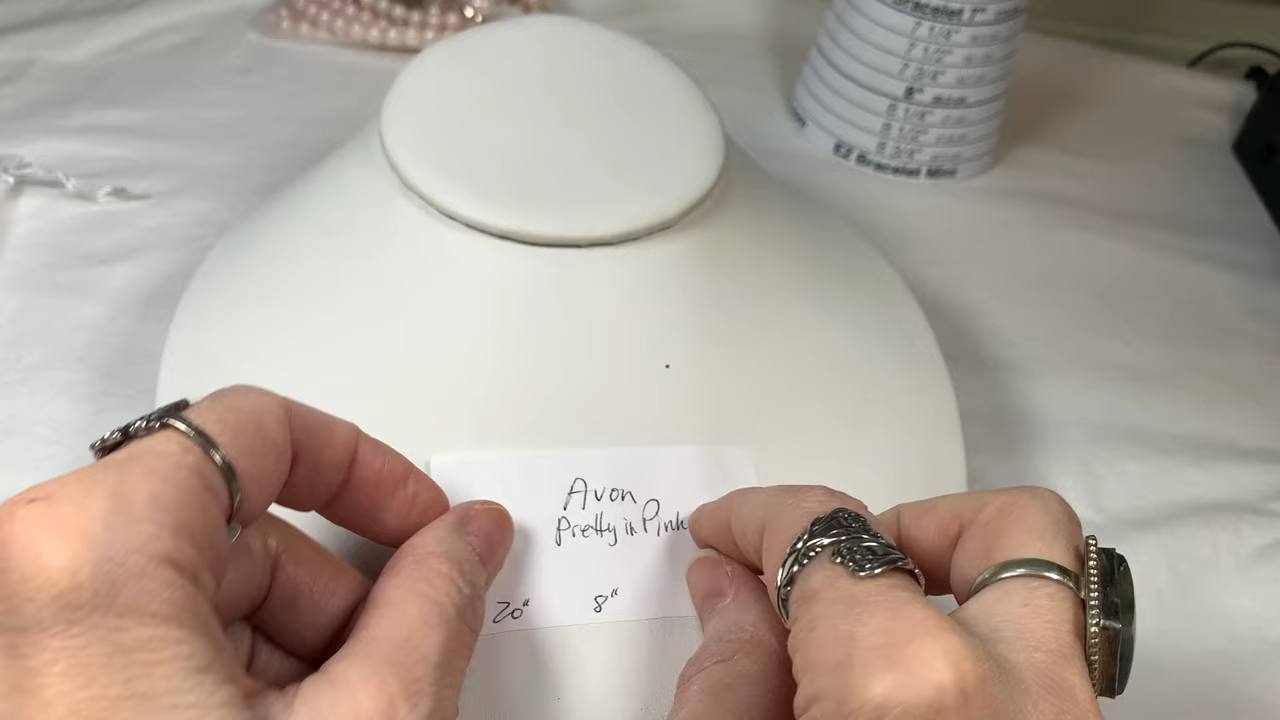 Bracelet 7"
7 1/4"
7 1/2"
7 3/4"
8"
8 1/4"
8 1/2"
8 3/4"
EZ Bracelet Mini
Avon
Pretty in Pink
20" 8"